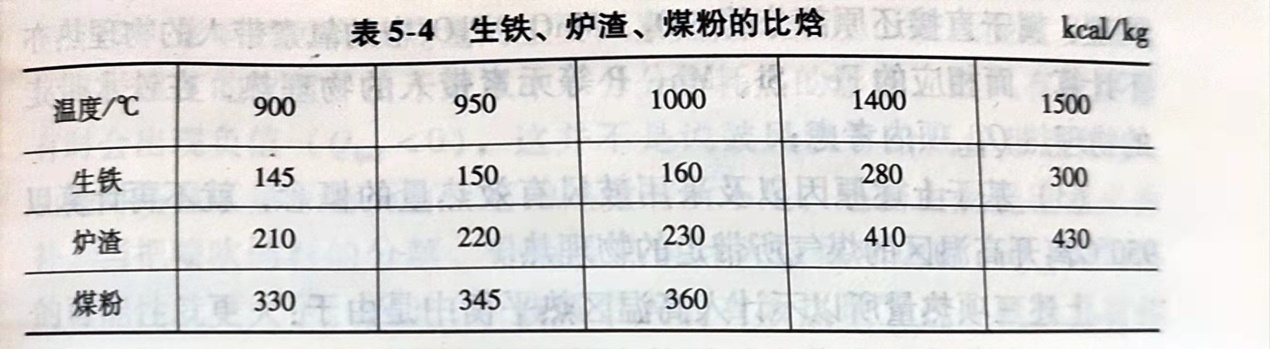 表5-4 生铁、炉渣、煤粉的比焓 kcal/kg
温度/℃ 900 950 1000 1400 1500
生铁 145 150 160 280 300
炉渣 210 220 230 410 430
煤粉 330 345 360